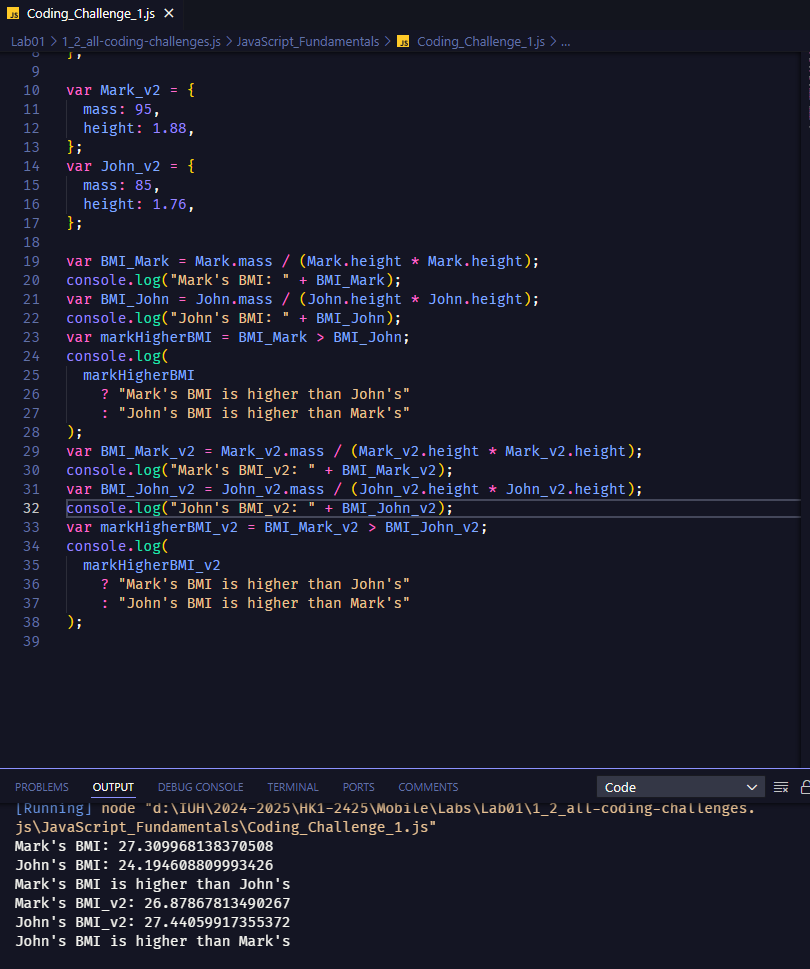 JS Coding_Challenge_1.js ×
Lab01 > 1_2_all-coding-challenges.js > JavaScript_Fundamentals > JS Coding_Challenge_1.js > ...
8 };
9
10 var Mark_v2 = {
11   mass: 95,
12   height: 1.88,
13 };
14 var John_v2 = {
15   mass: 85,
16   height: 1.76,
17 };
18
19 var BMI_Mark = Mark.mass / (Mark.height * Mark.height);
20 console.log("Mark's BMI: " + BMI_Mark);
21 var BMI_John = John.mass / (John.height * John.height);
22 console.log("John's BMI: " + BMI_John);
23 var markHigherBMI = BMI_Mark > BMI_John;
24 console.log(
25   markHigherBMI
26     ? "Mark's BMI is higher than John's"
27     : "John's BMI is higher than Mark's"
28 );
29 var BMI_Mark_v2 = Mark_v2.mass / (Mark_v2.height * Mark_v2.height);
30 console.log("Mark's BMI_v2: " + BMI_Mark_v2);
31 var BMI_John_v2 = John_v2.mass / (John_v2.height * John_v2.height);
32 console.log("John's BMI_v2: " + BMI_John_v2);
33 var markHigherBMI_v2 = BMI_Mark_v2 > BMI_John_v2;
34 console.log(
35   markHigherBMI_v2
36     ? "Mark's BMI is higher than John's"
37     : "John's BMI is higher than Mark's"
38 );
39
PROBLEMS OUTPUT DEBUG CONSOLE TERMINAL PORTS COMMENTS Code
[Running] node "d:\IUH\2024-2025\HK1-2425\Mobile\Labs\Lab01\1_2_all-coding-challenges.
js\JavaScript_Fundamentals\Coding_Challenge_1.js"
Mark's BMI: 27.309968138370508
John's BMI: 24.194608809993426
Mark's BMI is higher than John's
Mark's BMI_v2: 26.87867813490267
John's BMI_v2: 27.44059917355372
John's BMI is higher than Mark's